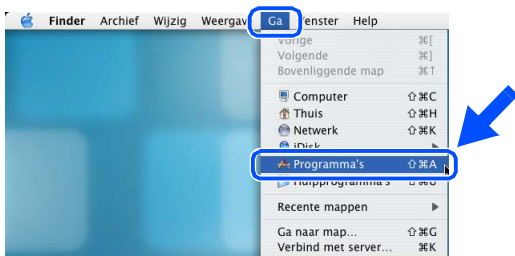 Finder Archief Wijzig Weergav Ga Venster Help
Vorige ⌘[
Volgende ⌘]
Bovenliggende map ⌘↑
Computer ⇧⌘C
Thuis ⇧⌘H
Netwerk ⇧⌘K
iDisk
Programma's ⇧⌘A
Hulpprogramma's ⇧⌘U
Recente mappen
Ga naar map... ⇧⌘G
Verbind met server... ⌘K